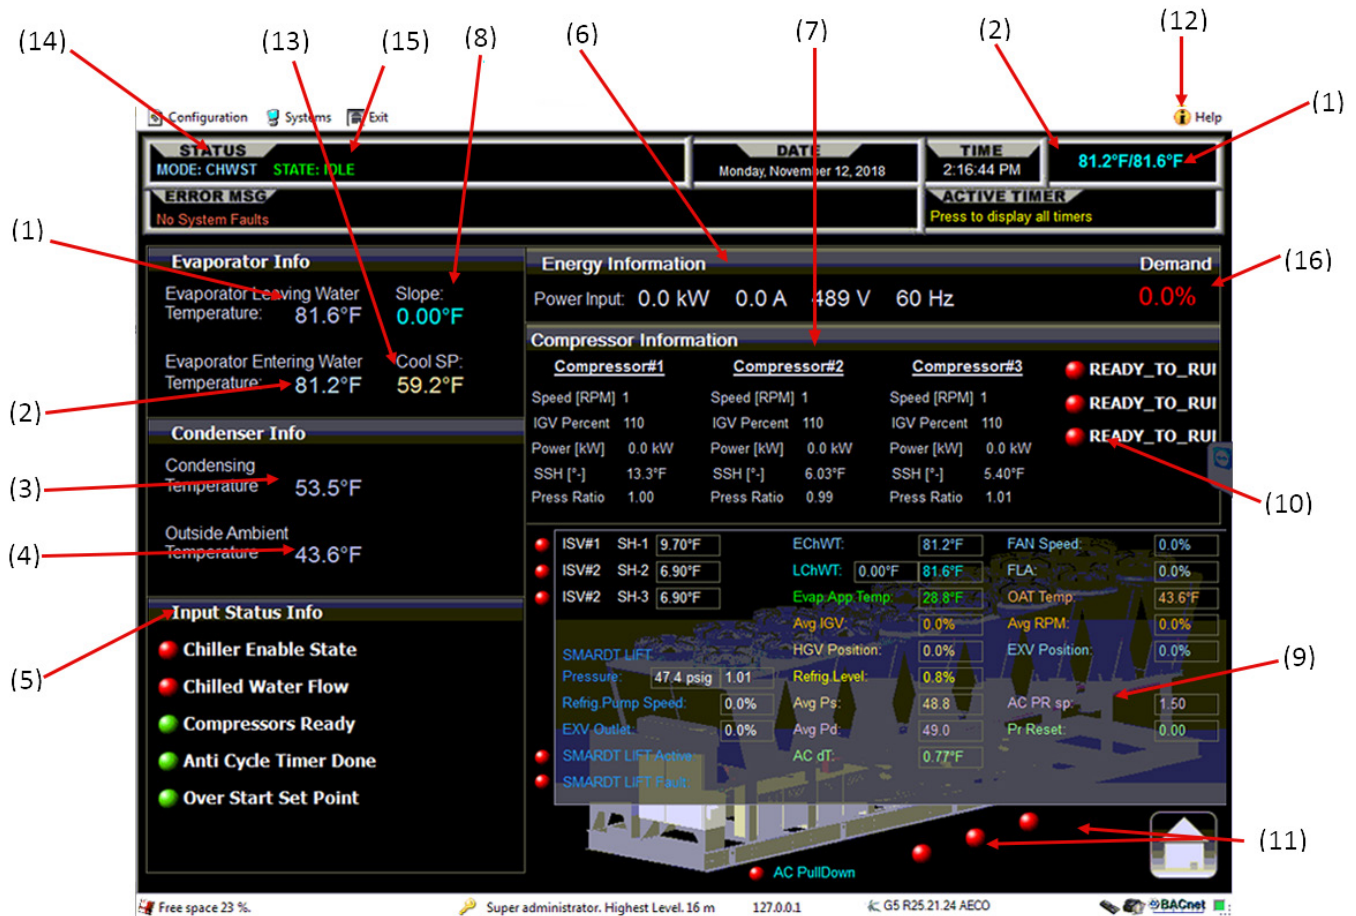 (14) (13) (15) (8) (6) (7) (2) (12)
(1)
Configuration Systems Exit Help
STATUS DATE TIME
MODE: CHWST STATE: IDLE Monday, November 12, 2018 2:16:44 PM 81.2°F/81.6°F
ERROR MSG ACTIVE TIMER
No System Faults Press to display all timers
(1)
Evaporator Info
Evaporator Leaving Water Slope:
Temperature: 81.6°F 0.00°F
Evaporator Entering Water Cool SP:
Temperature: 81.2°F 59.2°F
(2)
Energy Information Demand
Power Input: 0.0 kW 0.0 A 489 V 60 Hz 0.0%
(16)
Compressor Information
Compressor#1 Compressor#2 Compressor#3 READY_TO_RUI
Speed [RPM] 1 Speed [RPM] 1 Speed [RPM] 1 READY_TO_RUI
IGV Percent 110 IGV Percent 110 IGV Percent 110 READY_TO_RUI
Power [kW] 0.0 kW Power [kW] 0.0 kW Power [kW] 0.0 kW
SSH [°-] 13.3°F SSH [°-] 6.03°F SSH [°-] 5.40°F
Press Ratio 1.00 Press Ratio 0.99 Press Ratio 1.01
(10)
Condenser Info
Condensing
Temperature 53.5°F
(3)
Outside Ambient
Temperature 43.6°F
(4)
Input Status Info
Chiller Enable State
(5)
Chilled Water Flow
Compressors Ready
Anti Cycle Timer Done
Over Start Set Point
ISV#1 SH-1 9.70°F EChWT: 81.2°F FAN Speed: 0.0%
ISV#2 SH-2 6.90°F LChWT: 0.00°F 81.6°F FLA: 0.0%
ISV#2 SH-3 6.90°F Evap.App.Temp: 28.8°F OAT Temp: 43.6°F
Avg IGV: 0.0% Avg RPM: 0.0%
SMARDT LIFT HGV Position: 0.0% EXV Position: 0.0%
Pressure: 47.4 psig 1.01 Refrig.Level: 0.8%
(9)
Refrig.Pump Speed: 0.0% Avg Ps: 48.8 AC PR sp: 1.50
EXV Outlet: 0.0% Avg Pd: 49.0 Pr Reset: 0.00
SMARDT LIFT Active: AC dT: 0.77°F
SMARDT LIFT Fault:
(11)
AC PullDown
Free space 23 %. Super administrator. Highest Level. 16 m 127.0.0.1 G5 R25.21.24 AECO BACnet